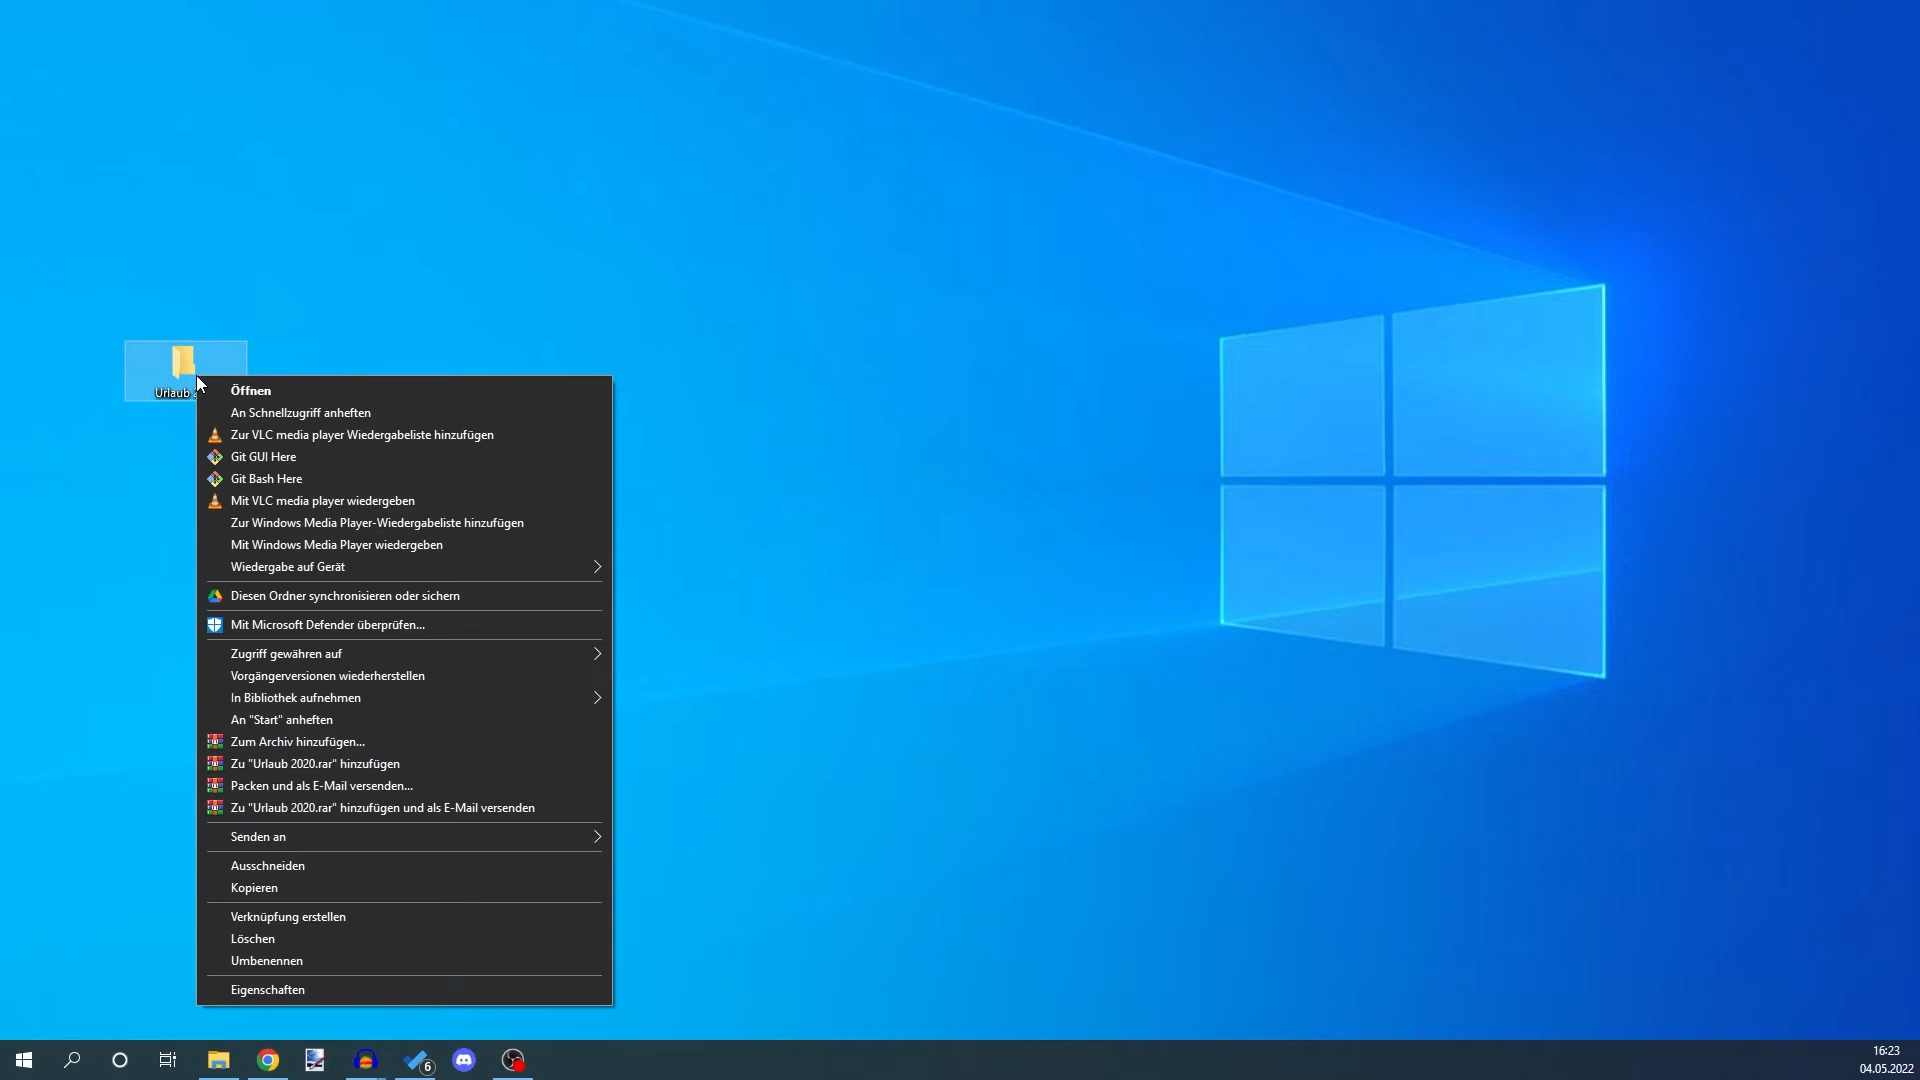 Urlaub
Öffnen
An Schnellzugriff anheften
Zur VLC media player Wiedergabeliste hinzufügen
Git GUI Here
Git Bash Here
Mit VLC media player wiedergeben
Zur Windows Media Player-Wiedergabeliste hinzufügen
Mit Windows Media Player wiedergeben
Wiedergabe auf Gerät
Diesen Ordner synchronisieren oder sichern
Mit Microsoft Defender überprüfen...
Zugriff gewähren auf
Vorgängerversionen wiederherstellen
In Bibliothek aufnehmen
An "Start" anheften
Zum Archiv hinzufügen...
Zu "Urlaub 2020.rar" hinzufügen
Packen und als E-Mail versenden...
Zu "Urlaub 2020.rar" hinzufügen und als E-Mail versenden
Senden an
Ausschneiden
Kopieren
Verknüpfung erstellen
Löschen
Umbenennen
Eigenschaften
6
16:23
04.05.2022